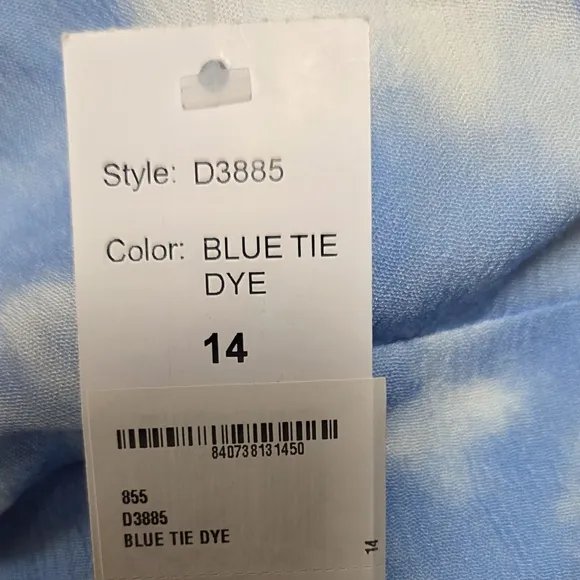 Style: D3885
Color: BLUE TIE
DYE
14
840738131450
855
D3885
BLUE TIE DYE
14